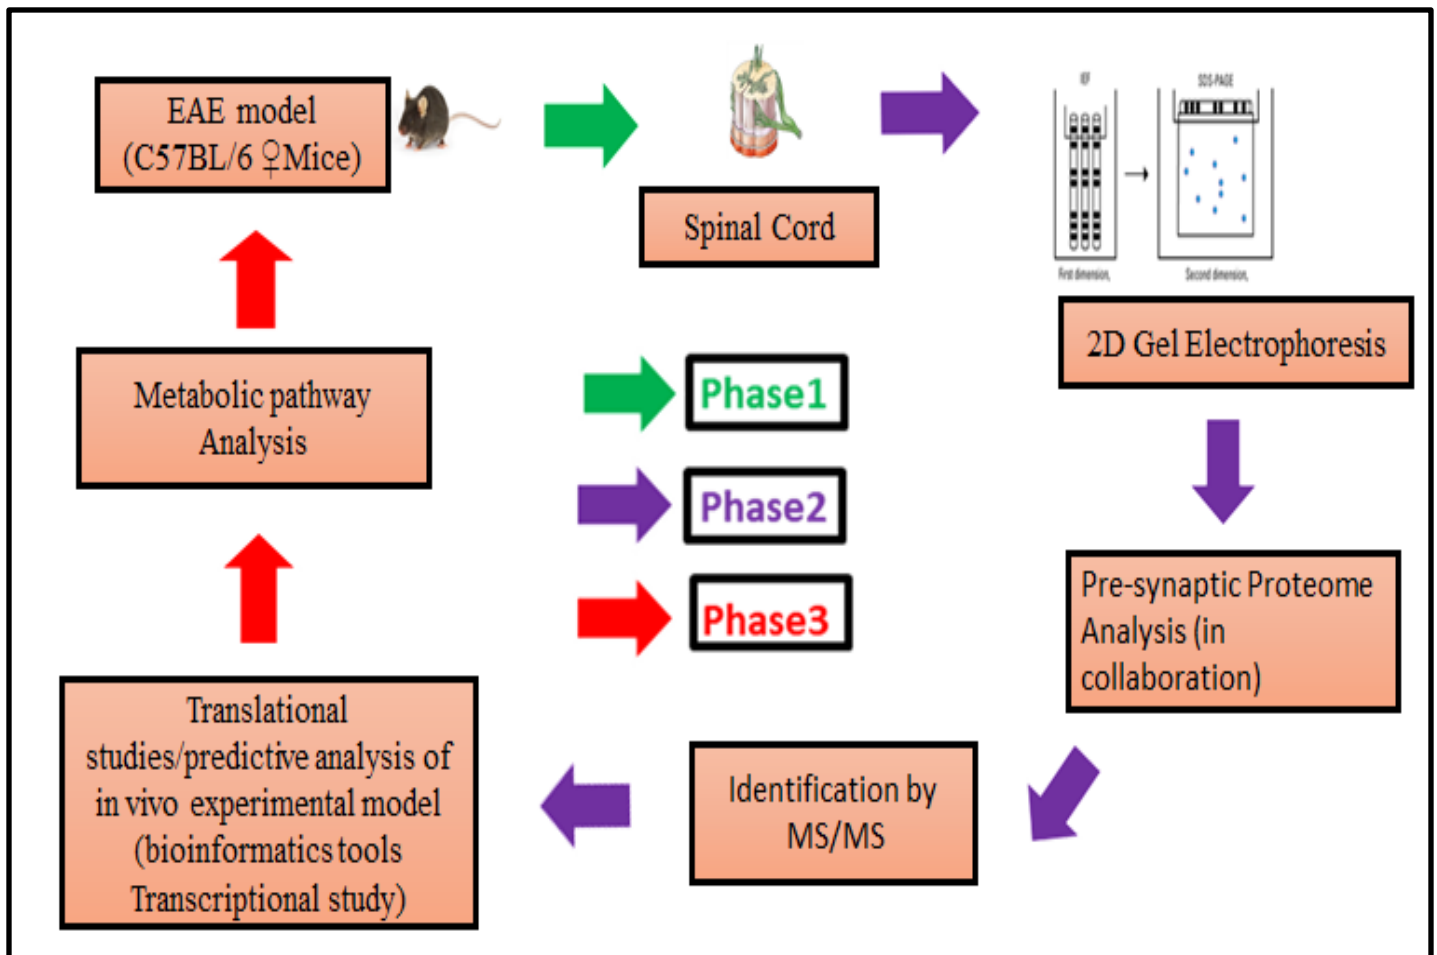 EAE model
(C57BL/6 ♀Mice)
Spinal Cord
IEF
SDS-PAGE
First dimension,
Second dimension,
2D Gel Electrophoresis
Metabolic pathway
Analysis
Phase1
Phase2
Phase3
Pre-synaptic Proteome
Analysis (in
collaboration)
Identification by
MS/MS
Translational
studies/predictive analysis of
in vivo experimental model
(bioinformatics tools
Transcriptional study)